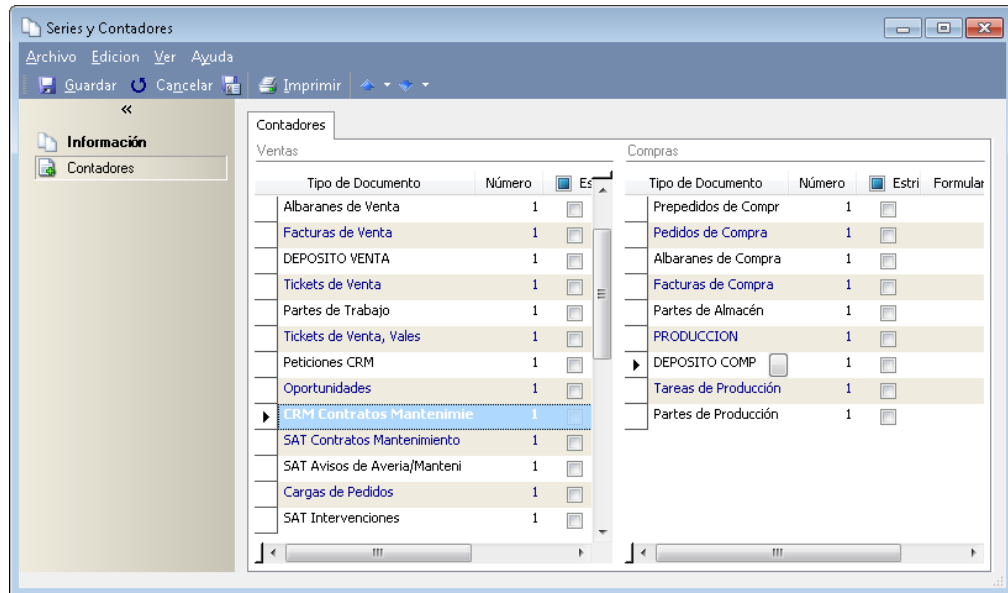 Series y Contadores
Archivo Edicion Ver Ayuda
Guardar Cancelar Imprimir
«
Información
Contadores
Contadores
Ventas
Tipo de Documento Número Es
Albaranes de Venta 1
Facturas de Venta 1
DEPOSITO VENTA 1
Tickets de Venta 1
Partes de Trabajo 1
Tickets de Venta, Vales 1
Peticiones CRM 1
Oportunidades 1
CRM Contratos Mantenimie 1
SAT Contratos Mantenimiento 1
SAT Avisos de Averia/Manteni 1
Cargas de Pedidos 1
SAT Intervenciones 1
Compras
Tipo de Documento Número Estri Formular
Prepedidos de Compr 1
Pedidos de Compra 1
Albaranes de Compra 1
Facturas de Compra 1
Partes de Almacén 1
PRODUCCION 1
DEPOSITO COMP 1
Tareas de Producción 1
Partes de Producción 1